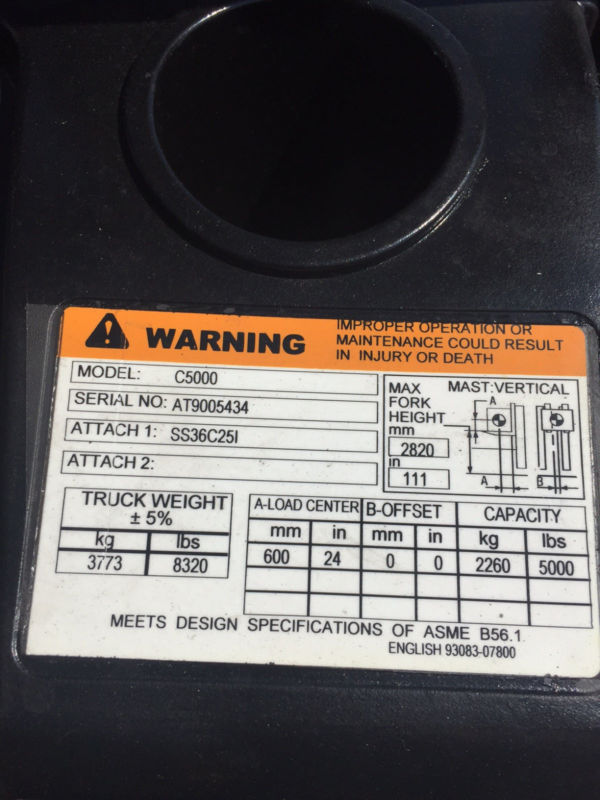 WARNING
IMPROPER OPERATION OR
MAINTENANCE COULD RESULT
IN INJURY OR DEATH
MODEL: C5000
SERIAL NO: AT9005434
ATTACH 1: SS36C25I
ATTACH 2:
MAX
FORK
HEIGHT
mm
2820
in
111
MAST:VERTICAL
A
A B
TRUCK WEIGHT
± 5%
kg lbs
3773 8320
A-LOAD CENTER B-OFFSET CAPACITY
mm in mm in kg lbs
600 24 0 0 2260 5000
MEETS DESIGN SPECIFICATIONS OF ASME B56.1
ENGLISH 93083-07800